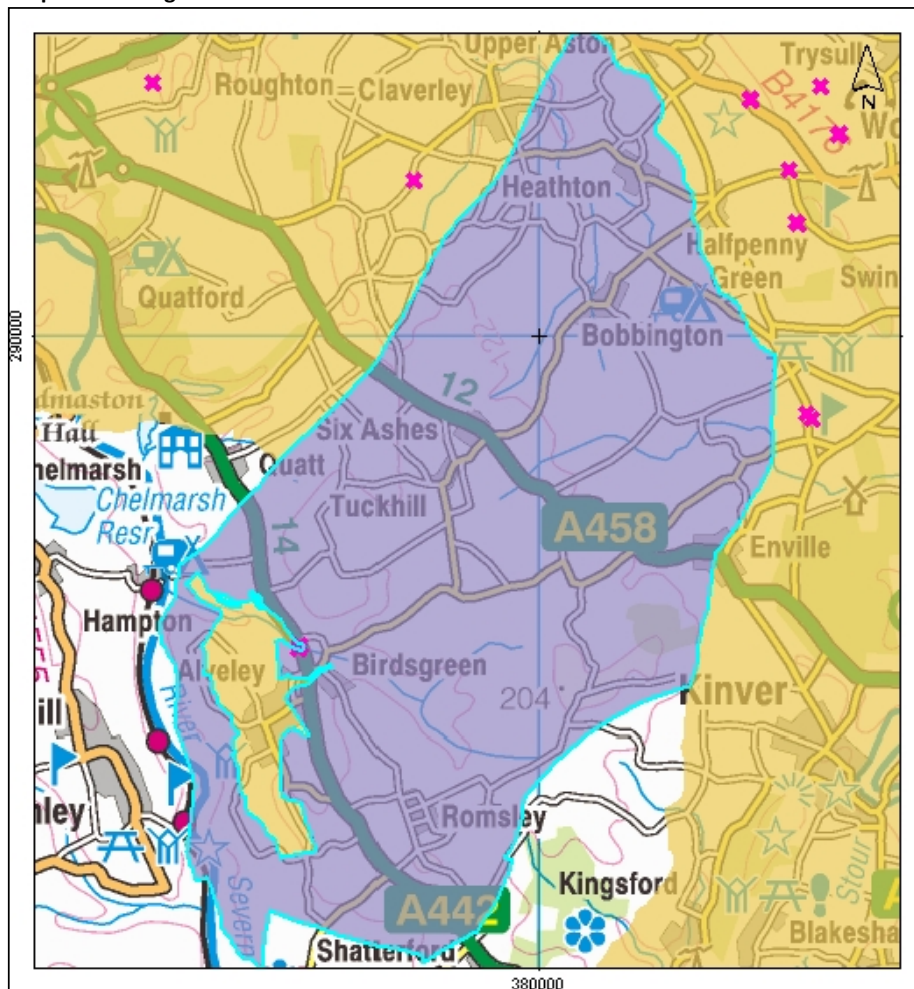 Upper Aston
Trysull
Roughton
Claverley
B4176
Wo
N
Heathton
Halfpenny
Green
Quatford
Swin
290000
12
Bobbington
12
dmaston
Hall
Six Ashes
helmarsh
Quatt
Chelmarsh
Resr
Tuckhill
14
A458
Enville
Hampton
Alveley
Birdsgreen
204
Kinver
River
ill
nley
Romsley
Severn
Kingsford
Stour
A442
Blakesha
Shatterford
380000